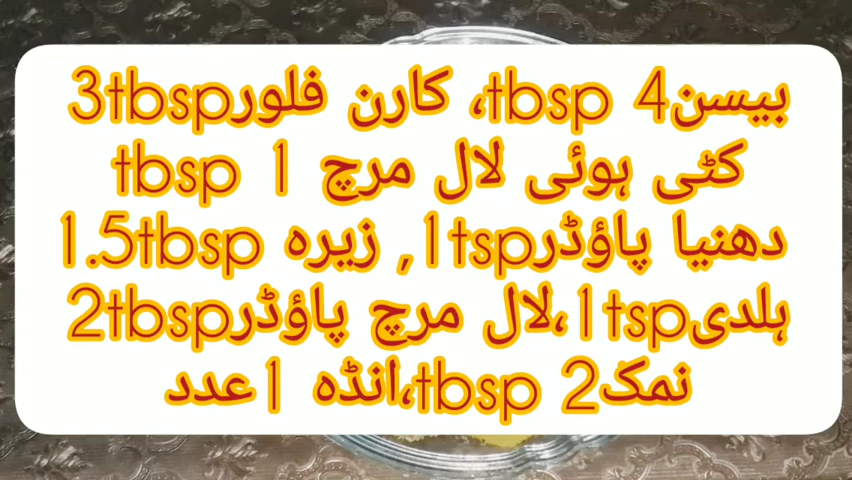 بیسن4 tbsp، کارن فلور3tbsp
کٹی ہوئی لال مرچ 1 tbsp
دھنیا پاؤڈر1tsp, زیرہ 1.5tbsp
ہلدی1tsp،لال مرچ پاؤڈر2tbsp
نمک2 tbsp،انڈہ 1عدد